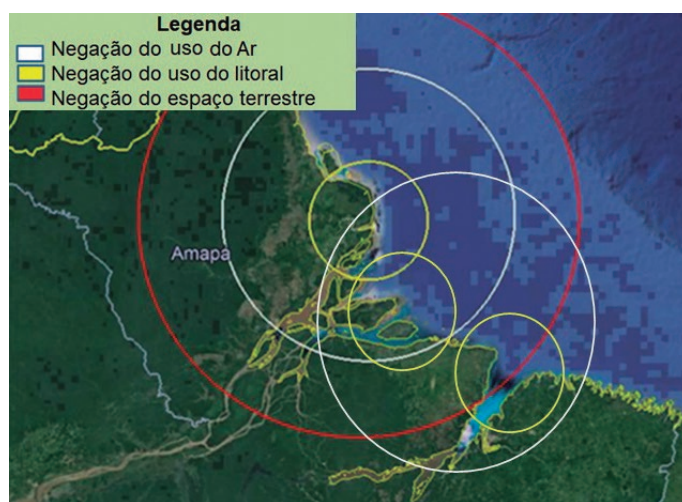 Legenda
Negação do uso do Ar
Negação do uso do litoral
Negação do espaço terrestre
Amapa